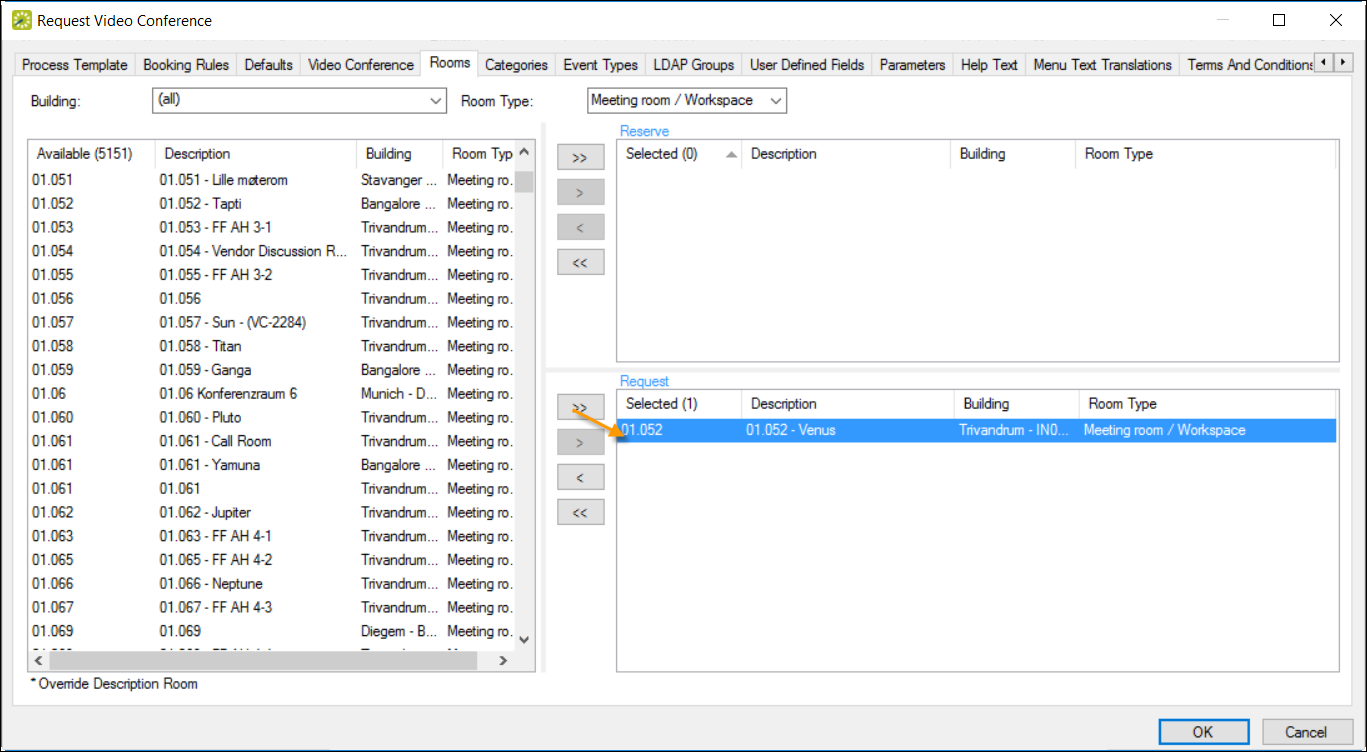 Request Video Conference
Process Template Booking Rules Defaults Video Conference Rooms Categories Event Types LDAP Groups User Defined Fields Parameters Help Text Menu Text Translations Terms And Conditions
Building: (all) Room Type: Meeting room / Workspace
Available (5151) Description Building Room Typ
01.051 01.051 - Lille møterom Stavanger ... Meeting ro.
01.052 01.052 - Tapti Bangalore ... Meeting ro.
01.053 01.053 - FF AH 3-1 Trivandrum... Meeting ro.
01.054 01.054 - Vendor Discussion R... Trivandrum... Meeting ro.
01.055 01.055 - FF AH 3-2 Trivandrum... Meeting ro.
01.056 01.056 Trivandrum... Meeting ro.
01.057 01.057 - Sun - (VC-2284) Trivandrum... Meeting ro.
01.058 01.058 - Titan Trivandrum... Meeting ro.
01.059 01.059 - Ganga Bangalore ... Meeting ro.
01.06 01.06 Konferenzraum 6 Munich - D... Meeting ro.
01.060 01.060 - Pluto Trivandrum... Meeting ro.
01.061 01.061 - Call Room Trivandrum... Meeting ro.
01.061 01.061 - Yamuna Bangalore ... Meeting ro.
01.061 01.061 Trivandrum... Meeting ro.
01.062 01.062 - Jupiter Trivandrum... Meeting ro.
01.063 01.063 - FF AH 4-1 Trivandrum... Meeting ro.
01.065 01.065 - FF AH 4-2 Trivandrum... Meeting ro.
01.066 01.066 - Neptune Trivandrum... Meeting ro.
01.067 01.067 - FF AH 4-3 Trivandrum... Meeting ro.
01.069 01.069 Diegem - B... Meeting ro.
* Override Description Room
>>
>
<
<<
Reserve
Selected (0) Description Building Room Type
>>
>
<
<<
Request
Selected (1) Description Building Room Type
01.052 01.052 - Venus Trivandrum - IN0... Meeting room / Workspace
OK Cancel